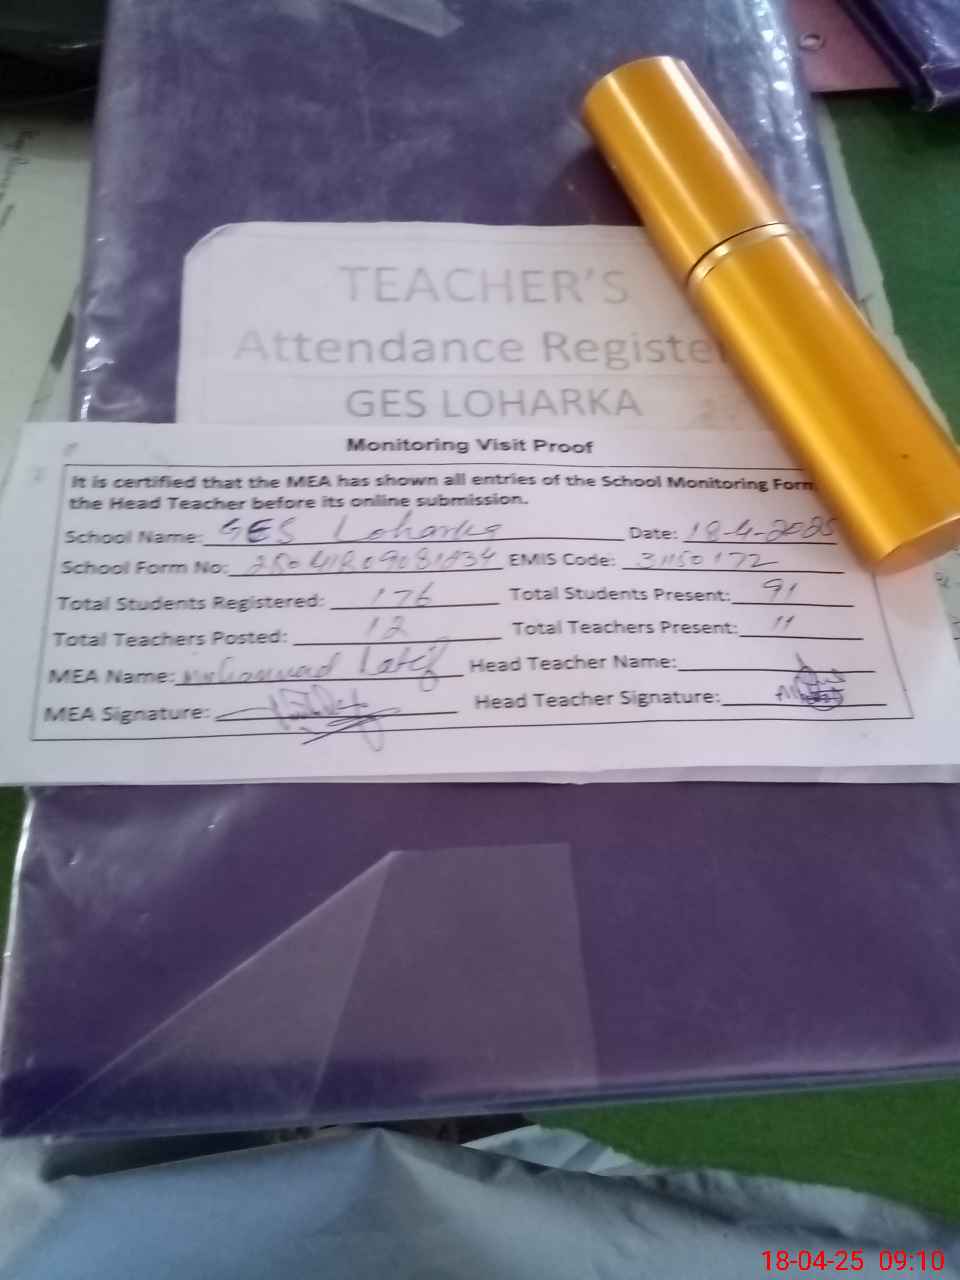 TEACHER'S
Attendance Registe
GES LOHARKA
Monitoring Visit Proof
It is certified that the MEA has shown all entries of the School Monitoring Form
the Head Teacher before its online submission.
School Name: GES Loharka Date: 18-4-2025
School Form No: EMIS Code: 31150172
Total Students Registered: 176 Total Students Present: 91
Total Teachers Posted: 12 Total Teachers Present: 11
MEA Name: Muhammad Latif Head Teacher Name:
MEA Signature: Head Teacher Signature:
18-04-25 09:10